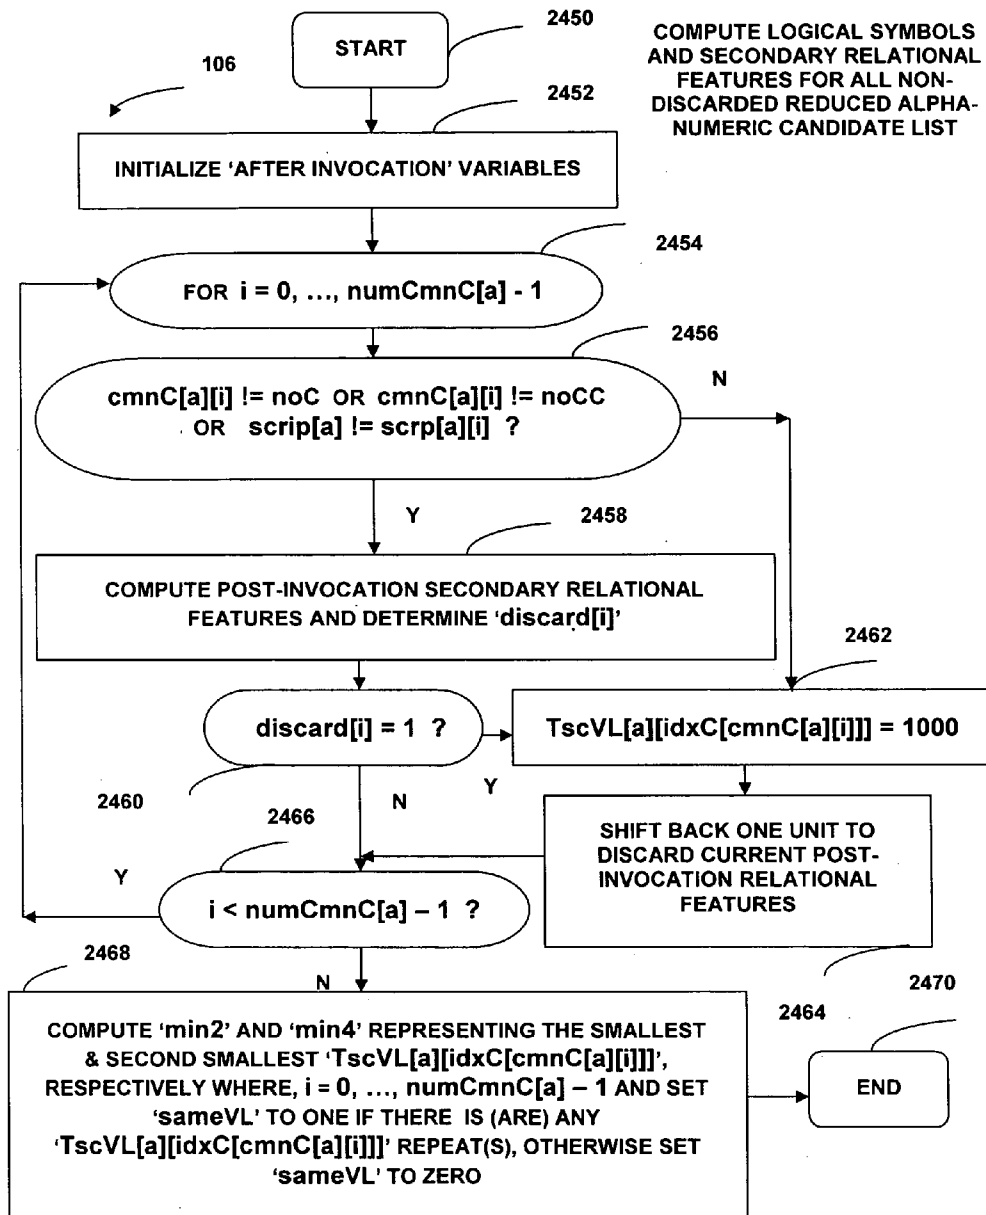 START
2450
COMPUTE LOGICAL SYMBOLS
AND SECONDARY RELATIONAL
FEATURES FOR ALL NON-
DISCARDED REDUCED ALPHA-
NUMERIC CANDIDATE LIST
106
2452
INITIALIZE ‘AFTER INVOCATION’ VARIABLES
2454
FOR i = 0, …, numCmnC[a] - 1
2456
cmnC[a][i] != noC OR cmnC[a][i] != noCC
OR scrip[a] != scrp[a][i] ?
N
Y
2458
COMPUTE POST-INVOCATION SECONDARY RELATIONAL
FEATURES AND DETERMINE ‘discard[i]’
2462
discard[i] = 1 ?
TscVL[a][idxC[cmnC[a][i]]] = 1000
2460
N
Y
2466
SHIFT BACK ONE UNIT TO
DISCARD CURRENT POST-
INVOCATION RELATIONAL
FEATURES
Y
i < numCmnC[a] – 1 ?
2468
N
2464
2470
COMPUTE ‘min2’ AND ‘min4’ REPRESENTING THE SMALLEST
& SECOND SMALLEST ‘TscVL[a][idxC[cmnC[a][i]]]’,
RESPECTIVELY WHERE, i = 0, …, numCmnC[a] – 1 AND SET
‘sameVL’ TO ONE IF THERE IS (ARE) ANY
‘TscVL[a][idxC[cmnC[a][i]]]’ REPEAT(S), OTHERWISE SET
‘sameVL’ TO ZERO
END